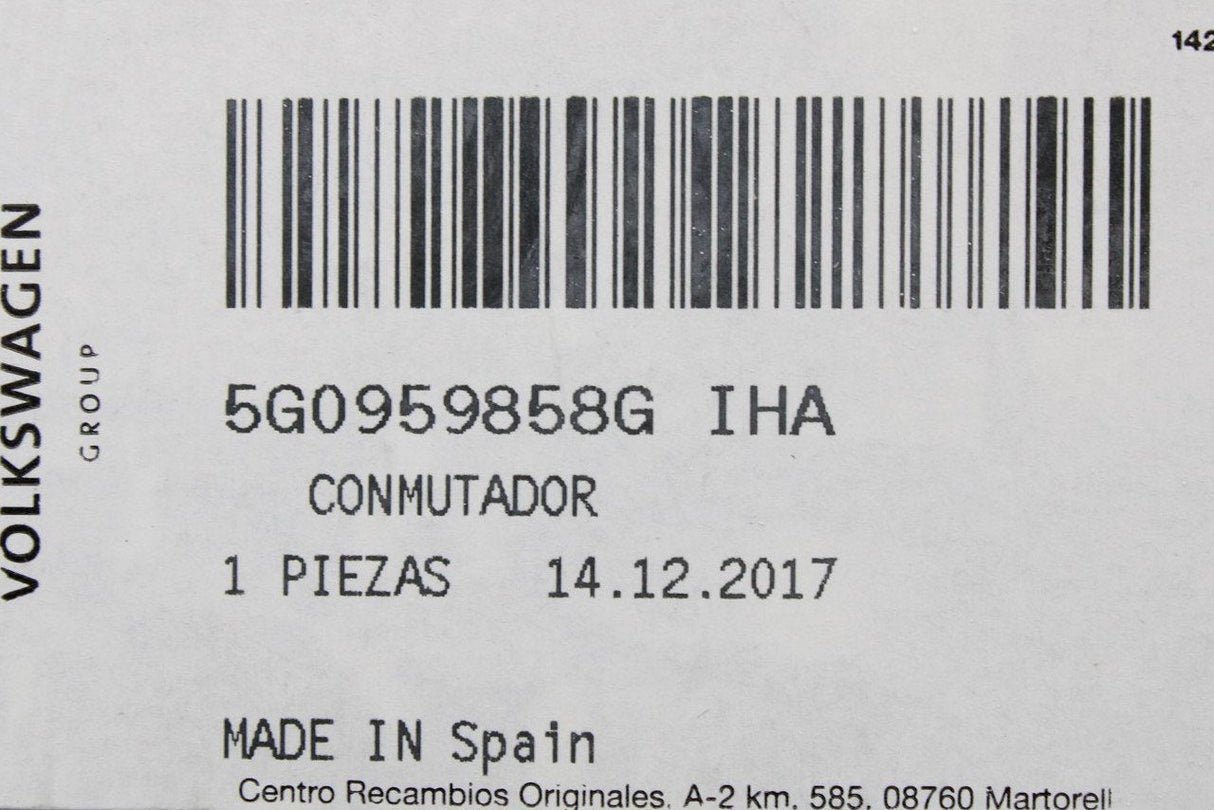 142
VOLKSWAGEN
GROUP
5G0959858G IHA
CONMUTADOR
1 PIEZAS 14.12.2017
MADE IN Spain
Centro Recambios Originales. A-2 km. 585. 08760 Martorell